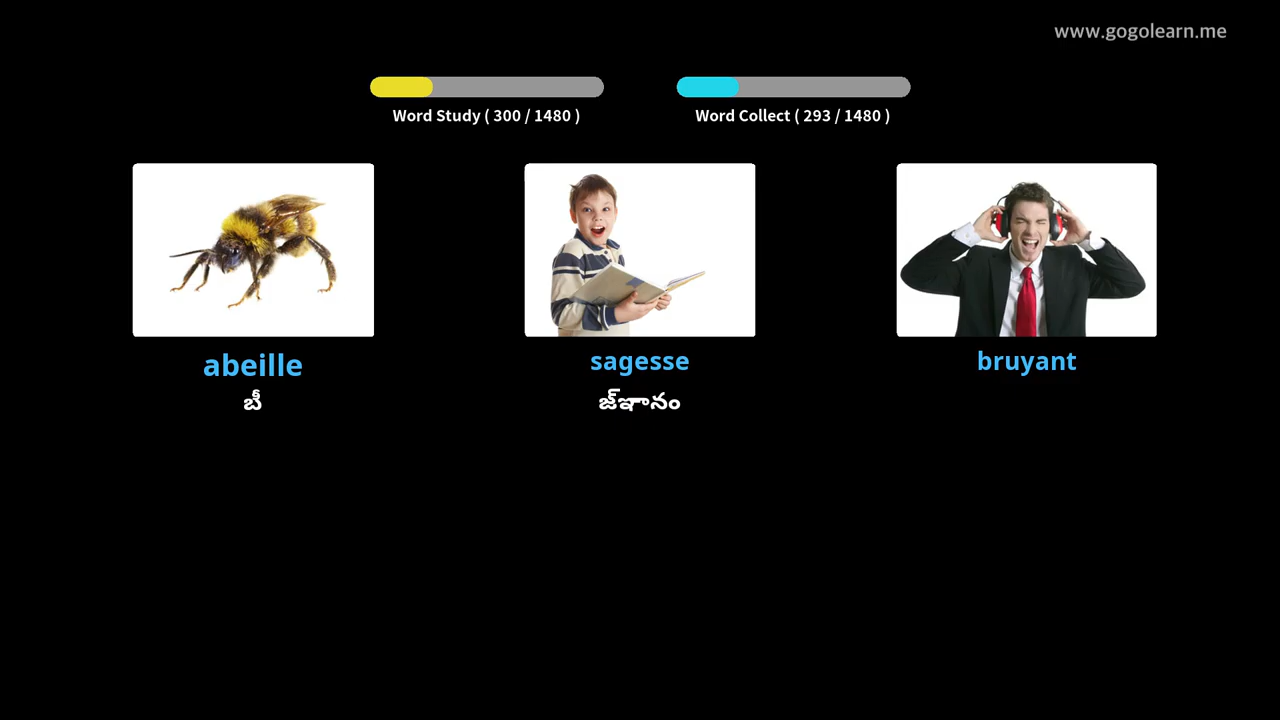 www.gogolearn.me
Word Study ( 300 / 1480 )
Word Collect ( 293 / 1480 )
abeille
sagesse
bruyant
బీ
జ్‌ఞానం